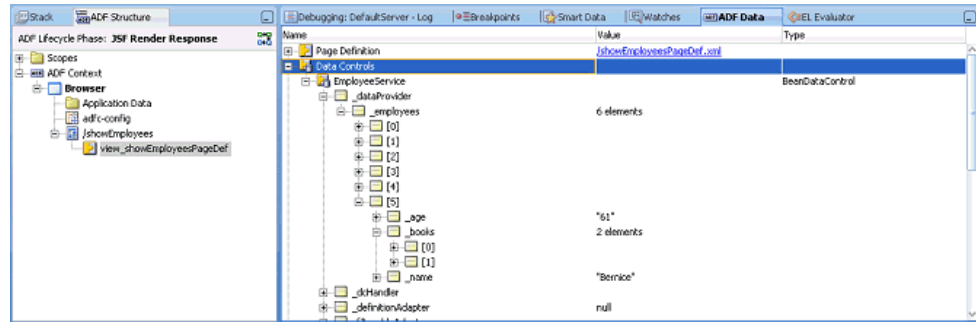 Stack
ADF Structure
ADF Lifecycle Phase: JSF Render Response
Scopes
ADF Context
Browser
Application Data
adfc-config
/showEmployees
view_showEmployeesPageDef
Debugging: DefaultServer - Log
Breakpoints
Smart Data
Watches
ADF Data
EL Evaluator
Name Value Type
Page Definition /showEmployeesPageDef.xml
Data Controls
EmployeeService BeanDataControl
_dataProvider
_employees 6 elements
[0]
[1]
[2]
[3]
[4]
[5]
_age "61"
_books 2 elements
[0]
[1]
_name "Bernice"
_dcHandler
_definitionAdapter null